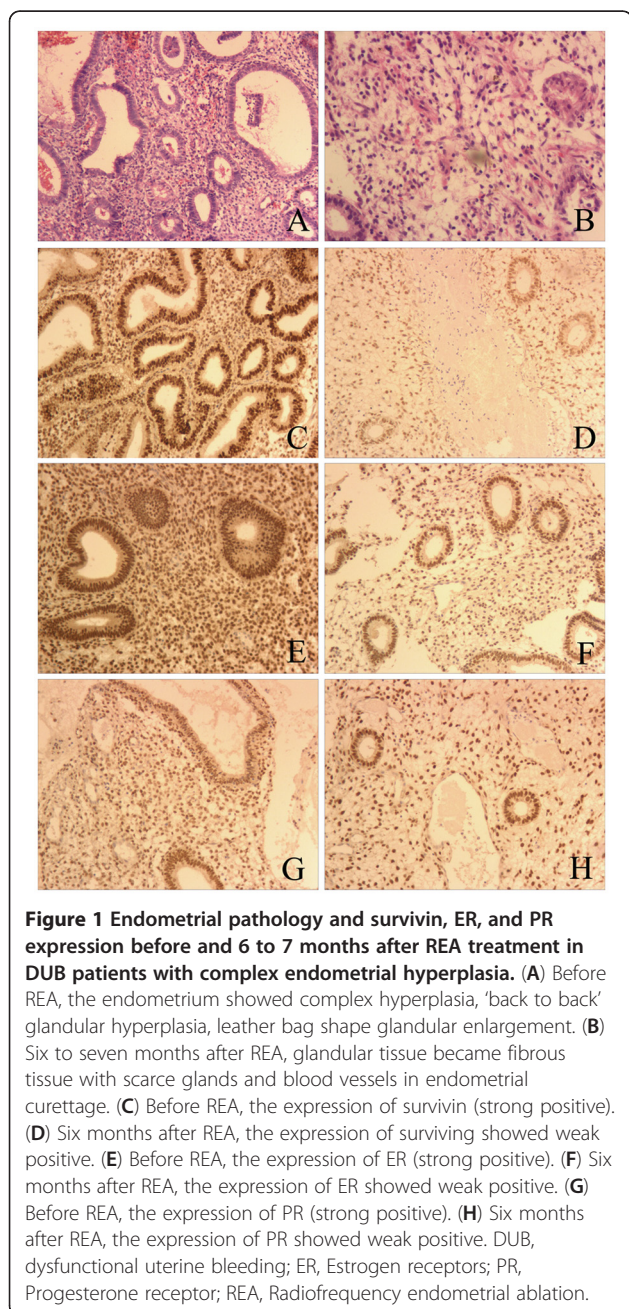 A
B
C
D
E
F
G
H
Figure 1 Endometrial pathology and survivin, ER, and PR
expression before and 6 to 7 months after REA treatment in
DUB patients with complex endometrial hyperplasia. (A) Before
REA, the endometrium showed complex hyperplasia, ‘back to back’
glandular hyperplasia, leather bag shape glandular enlargement. (B)
Six to seven months after REA, glandular tissue became fibrous
tissue with scarce glands and blood vessels in endometrial
curettage. (C) Before REA, the expression of survivin (strong positive).
(D) Six months after REA, the expression of surviving showed weak
positive. (E) Before REA, the expression of ER (strong positive). (F) Six
months after REA, the expression of ER showed weak positive. (G)
Before REA, the expression of PR (strong positive). (H) Six months
after REA, the expression of PR showed weak positive. DUB,
dysfunctional uterine bleeding; ER, Estrogen receptors; PR,
Progesterone receptor; REA, Radiofrequency endometrial ablation.